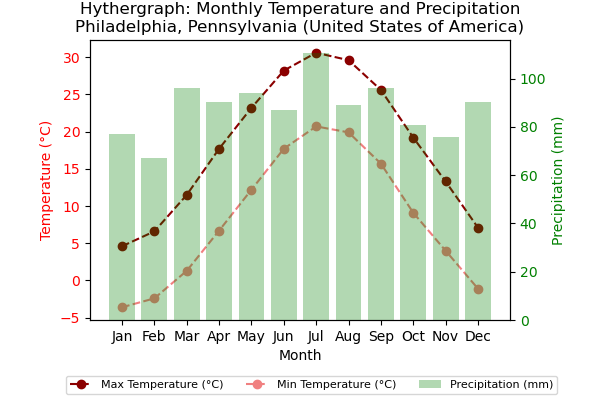 Hythergraph: Monthly Temperature and Precipitation
Philadelphia, Pennsylvania (United States of America)
30
25
20
15
10
5
0
−5
Temperature (°C)
100
80
60
40
20
0
Precipitation (mm)
Jan Feb Mar Apr May Jun Jul Aug Sep Oct Nov Dec
Month
Max Temperature (°C) Min Temperature (°C) Precipitation (mm)